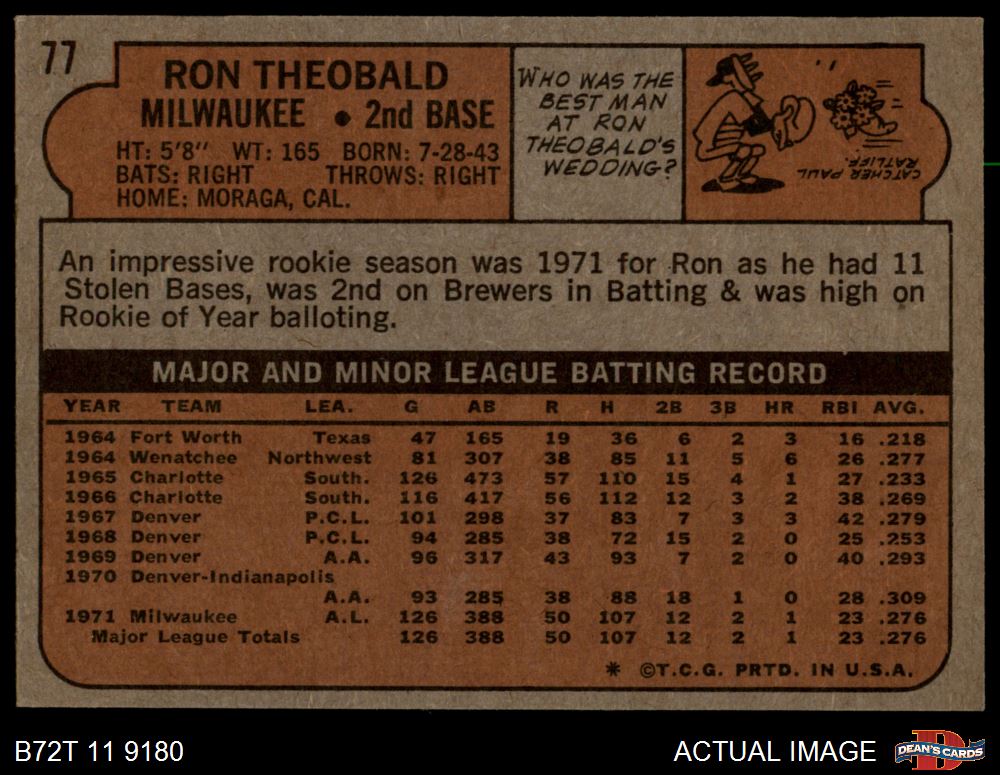 77
RON THEOBALD
MILWAUKEE • 2nd BASE
HT: 5'8" WT: 165 BORN: 7-28-43
BATS: RIGHT THROWS: RIGHT
HOME: MORAGA, CAL.
WHO WAS THE
BEST MAN
AT RON
THEOBALD'S
WEDDING?
CATCHER PAUL
RATLIFF.
An impressive rookie season was 1971 for Ron as he had 11
Stolen Bases, was 2nd on Brewers in Batting & was high on
Rookie of Year balloting.
MAJOR AND MINOR LEAGUE BATTING RECORD
YEAR TEAM LEA. G AB R H 2B 3B HR RBI AVG.
1964 Fort Worth Texas 47 165 19 36 6 2 3 16 .218
1964 Wenatchee Northwest 81 307 38 85 11 5 6 26 .277
1965 Charlotte South. 126 473 57 110 15 4 1 27 .233
1966 Charlotte South. 116 417 56 112 12 3 2 38 .269
1967 Denver P.C.L. 101 298 37 83 7 3 3 42 .279
1968 Denver P.C.L. 94 285 38 72 15 2 0 25 .253
1969 Denver A.A. 96 317 43 93 7 2 0 40 .293
1970 Denver-Indianapolis
A.A. 93 285 38 88 18 1 0 28 .309
1971 Milwaukee A.L. 126 388 50 107 12 2 1 23 .276
Major League Totals 126 388 50 107 12 2 1 23 .276
* ©T.C.G. PRTD. IN U.S.A.
B72T 11 9180
ACTUAL IMAGE
D
DEAN'S CARDS